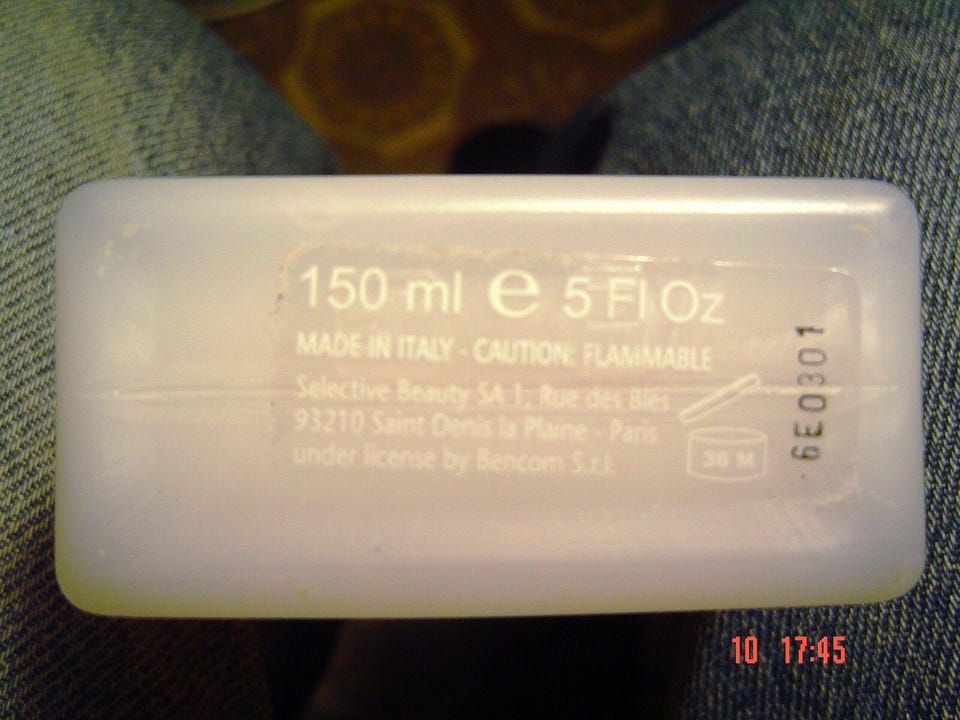 150 ml e 5 Fl Oz
MADE IN ITALY - CAUTION: FLAMMABLE
Selective Beauty SA 1, Rue des Blés
93210 Saint Denis la Plaine - Paris
under license by Bencom S.r.l.
36 M
6E0301
10 17:45